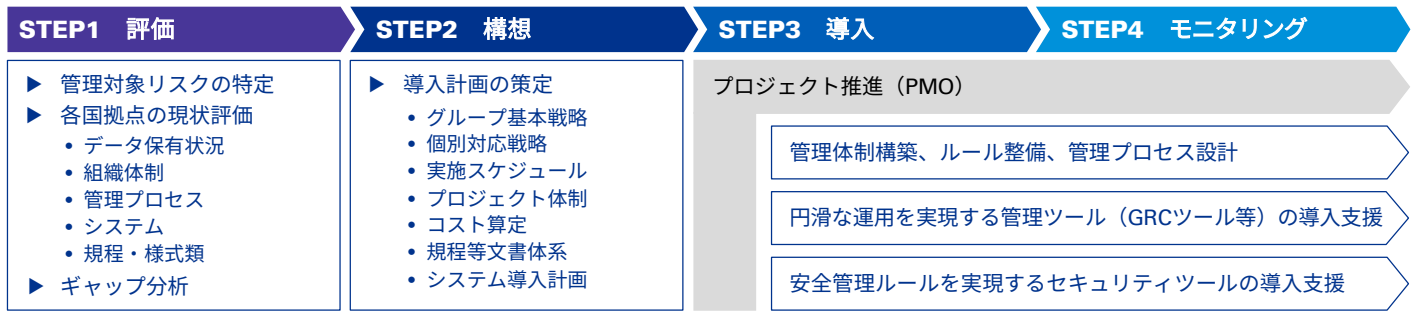 STEP1 評価
STEP2 構想
STEP3 導入
STEP4 モニタリング
▶ 管理対象リスクの特定
▶ 各国拠点の現状評価
• データ保有状況
• 組織体制
• 管理プロセス
• システム
• 規程・様式類
▶ ギャップ分析
▶ 導入計画の策定
• グループ基本戦略
• 個別対応戦略
• 実施スケジュール
• プロジェクト体制
• コスト算定
• 規程等文書体系
• システム導入計画
プロジェクト推進（PMO）
管理体制構築、ルール整備、管理プロセス設計
円滑な運用を実現する管理ツール（GRCツール等）の導入支援
安全管理ルールを実現するセキュリティツールの導入支援